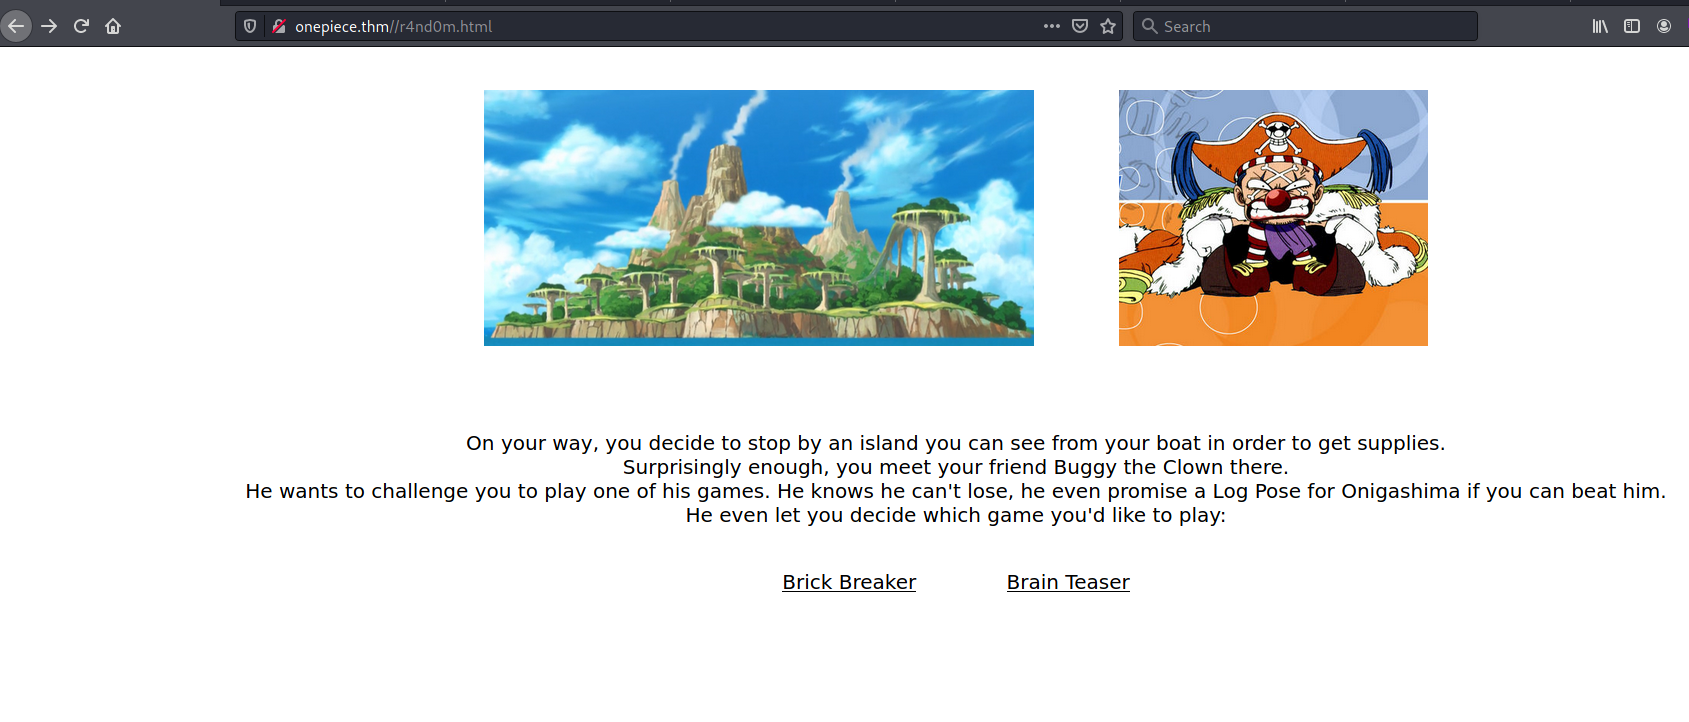 onepiece.thm//r4nd0m.html
Search
On your way, you decide to stop by an island you can see from your boat in order to get supplies.
Surprisingly enough, you meet your friend Buggy the Clown there.
He wants to challenge you to play one of his games. He knows he can't lose, he even promise a Log Pose for Onigashima if you can beat him.
He even let you decide which game you'd like to play:
Brick Breaker
Brain Teaser